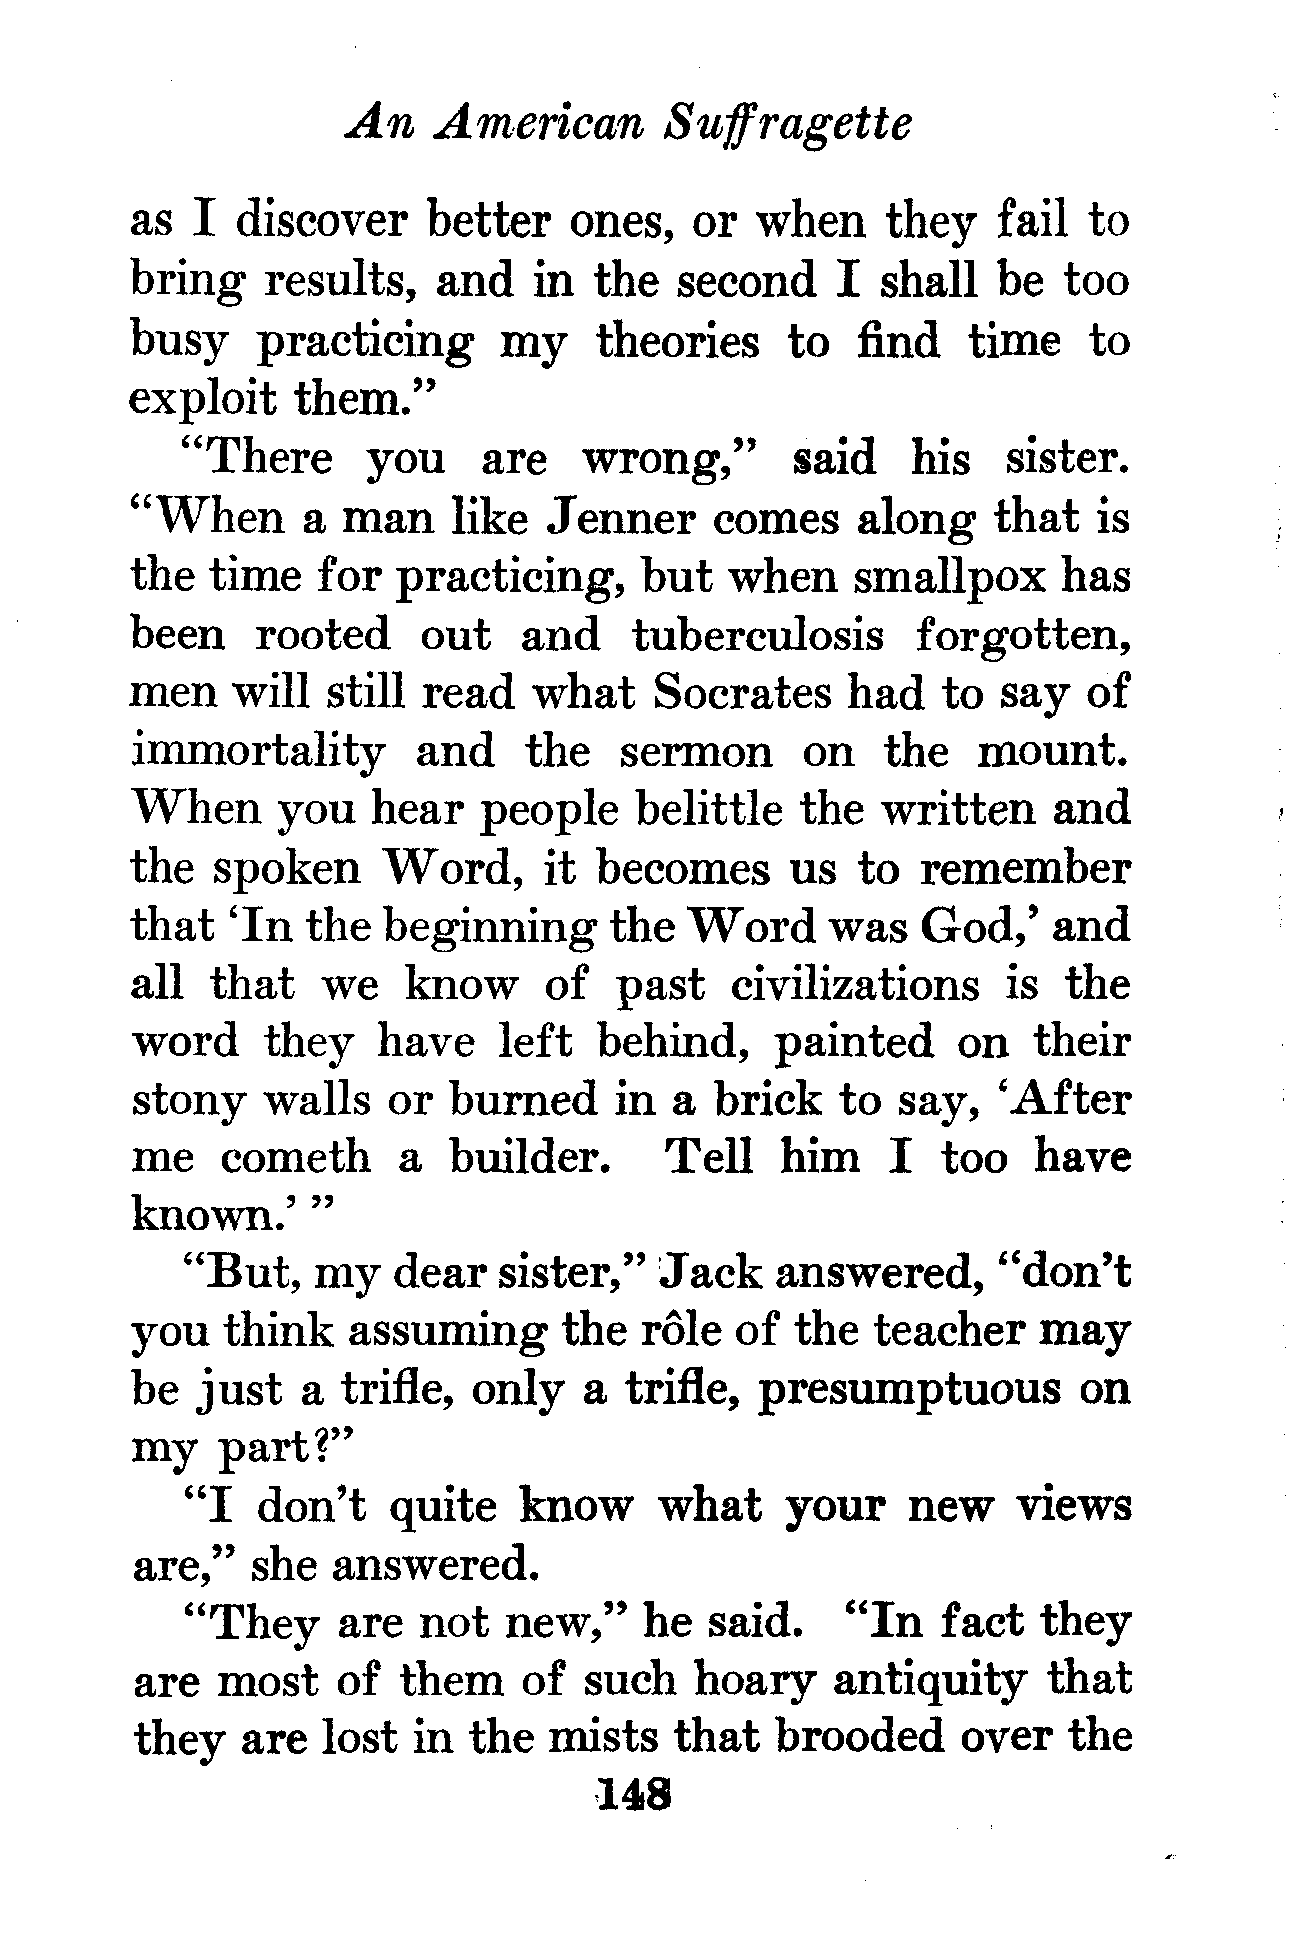 An American Suffragette
as I discover better ones, or when they fail to
bring results, and in the second I shall be too
busy practicing my theories to find time to
exploit them.”
“There you are wrong,” said his sister.
“When a man like Jenner comes along that is
the time for practicing, but when smallpox has
been rooted out and tuberculosis forgotten,
men will still read what Socrates had to say of
immortality and the sermon on the mount.
When you hear people belittle the written and
the spoken Word, it becomes us to remember
that ‘In the beginning the Word was God,’ and
all that we know of past civilizations is the
word they have left behind, painted on their
stony walls or burned in a brick to say, ‘After
me cometh a builder. Tell him I too have
known.’ ”
“But, my dear sister,” Jack answered, “don’t
you think assuming the rôle of the teacher may
be just a trifle, only a trifle, presumptuous on
my part?”
“I don’t quite know what your new views
are,” she answered.
“They are not new,” he said. “In fact they
are most of them of such hoary antiquity that
they are lost in the mists that brooded over the
148